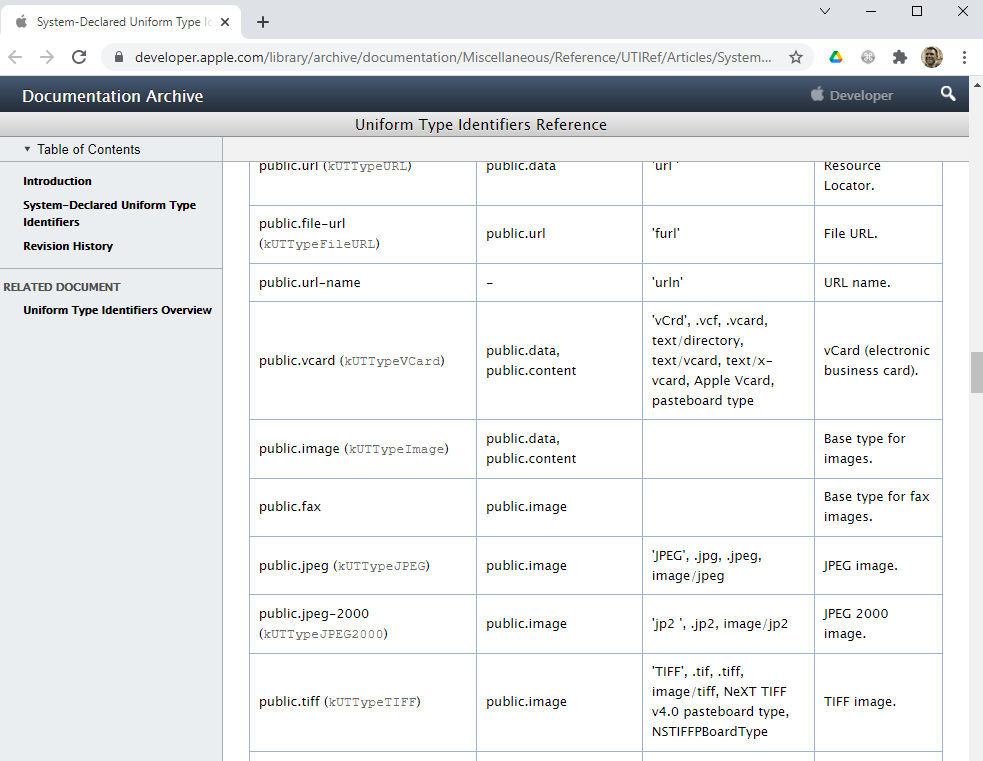 System-Declared Uniform Type Id
developer.apple.com/library/archive/documentation/Miscellaneous/Reference/UTIRef/Articles/System...
Documentation Archive
Developer
Uniform Type Identifiers Reference
Table of Contents
Introduction
System-Declared Uniform Type
Identifiers
Revision History
RELATED DOCUMENT
Uniform Type Identifiers Overview
public.url (kUTTypeURL)
public.data
'url '
Resource
Locator.
public.file-url
(kUTTypeFileURL)
public.url
'furl'
File URL.
public.url-name
-
'urln'
URL name.
public.vcard (kUTTypeVCard)
public.data,
public.content
'vCrd', .vcf, .vcard,
text/directory,
text/vcard, text/x-
vcard, Apple Vcard,
pasteboard type
vCard (electronic
business card).
public.image (kUTTypeImage)
public.data,
public.content
Base type for
images.
public.fax
public.image
Base type for fax
images.
public.jpeg (kUTTypeJPEG)
public.image
'JPEG', .jpg, .jpeg,
image/jpeg
JPEG image.
public.jpeg-2000
(kUTTypeJPEG2000)
public.image
'jp2 ', .jp2, image/jp2
JPEG 2000
image.
public.tiff (kUTTypeTIFF)
public.image
'TIFF', .tif, .tiff,
image/tiff, NeXT TIFF
v4.0 pasteboard type,
NSTIFFPBoardType
TIFF image.